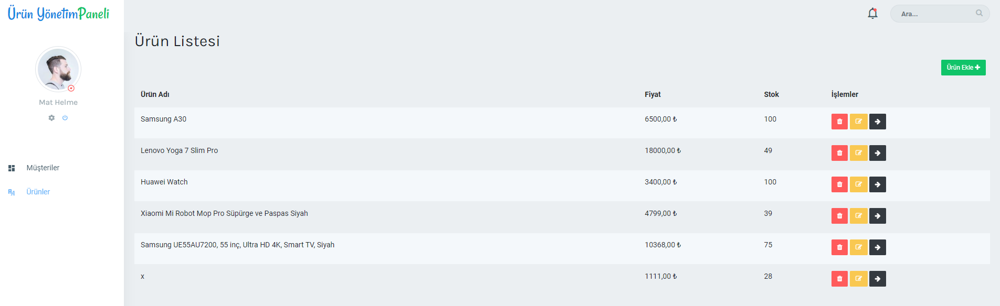 Ürün YönetimPaneli
Ara...
Mat Helme
Müşteriler
Ürünler
Ürün Listesi
Ürün Ekle
Ürün Adı Fiyat Stok İşlemler
Samsung A30 6500,00 ₺ 100
Lenovo Yoga 7 Slim Pro 18000,00 ₺ 49
Huawei Watch 3400,00 ₺ 100
Xiaomi Mi Robot Mop Pro Süpürge ve Paspas Siyah 4799,00 ₺ 39
Samsung UE55AU7200, 55 inç, Ultra HD 4K, Smart TV, Siyah 10368,00 ₺ 75
x 1111,00 ₺ 28